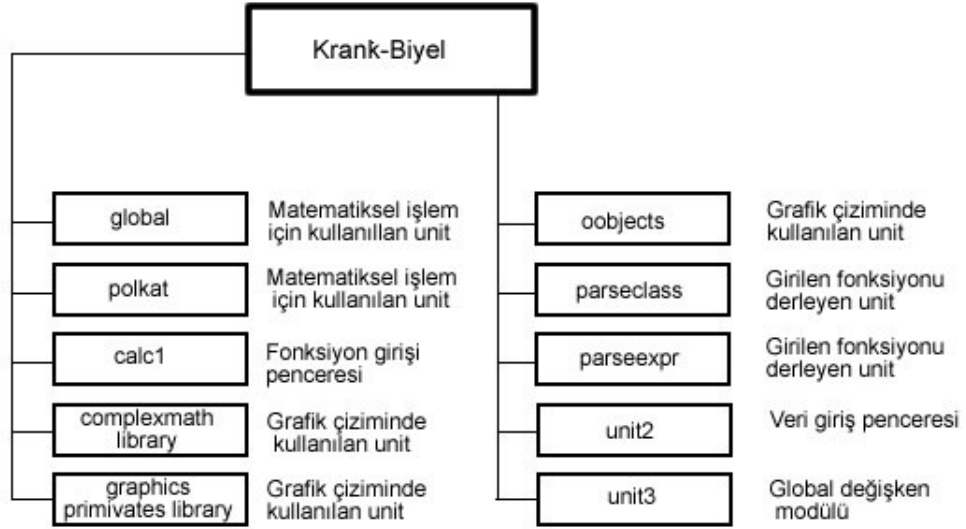 Krank-Biyel
global
Matematiksel işlem
için kullanıllan unit
polkat
Matematiksel işlem
için kullanılan unit
calc1
Fonksiyon girişi
penceresi
complexmath
library
Grafik çiziminde
kullanılan unit
graphics
primivates library
Grafik çiziminde
kullanılan unit
oobjects
Grafik çiziminde
kullanılan unit
parseclass
Girilen fonksiyonu
derleyen unit
parseexpr
Girilen fonksiyonu
derleyen unit
unit2
Veri giriş penceresi
unit3
Global değişken
modülü